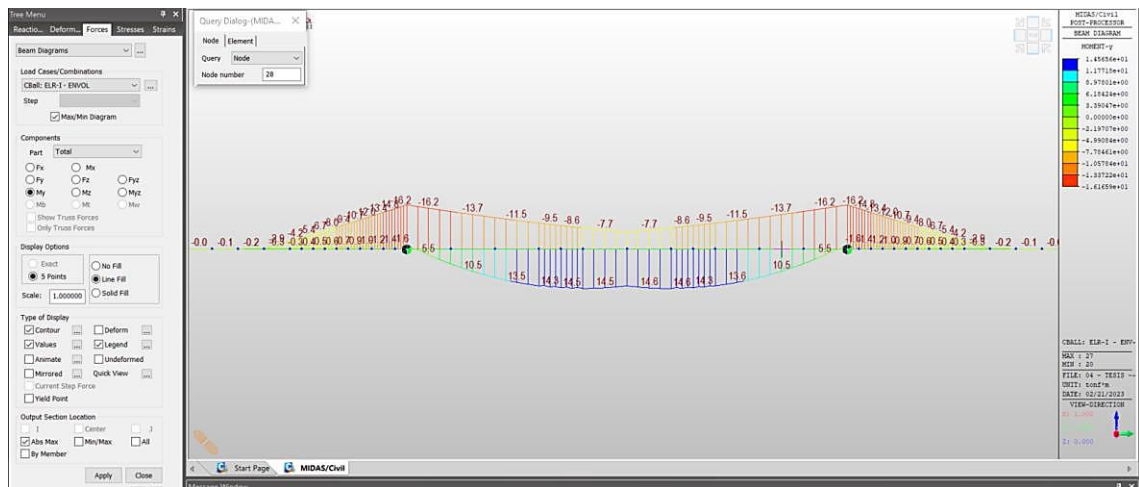 Tree Menu
Reactio... Deform... Forces Stresses Strains
Beam Diagrams
Load Cases/Combinations
CBall: ELR-I - ENVOL
Step
Max/Min Diagram
Components
Part Total
Fx Mx
Fy Fz Fyz
My Mz Myz
Mb Mt Mw
Show Truss Forces
Only Truss Forces
Display Options
Exact
5 Points
No Fill
Line Fill
Solid Fill
Scale: 1.000000
Type of Display
Contour Deform
Values Legend
Animate Undeformed
Mirrored Quick View
Current Step Force
Yield Point
Output Section Location
I Center J
Abs Max Min/Max All
By Member
Apply Close
Query Dialog-(MIDA...
Node Element
Query Node
Node number 28
-16.2 -13.7 -11.5 -9.5 -8.6 -7.7 -7.7 -8.6 -9.5 -11.5 -13.7 -16.2
-0.0 -0.1 -0.2
-0.2 -0.1
5.5 5.5
10.5 10.5
13.5 14.3 14.5 14.5 14.6 14.6 14.3 13.6
MIDAS/Civil
POST-PROCESSOR
BEAM DIAGRAM
MOMENT-y
1.45656e+01
1.17718e+01
8.97801e+00
6.18424e+00
3.39047e+00
0.00000e+00
-2.19707e+00
-4.99084e+00
-7.78461e+00
-1.05784e+01
-1.33722e+01
-1.61659e+01
CBALL: ELR-I - ENV-
MAX : 27
MIN : 20
FILE: 04 - TESIS --
UNIT: tonf*m
DATE: 02/21/2023
VIEW-DIRECTION
Z: 0.000
Start Page MIDAS/Civil
Message Window